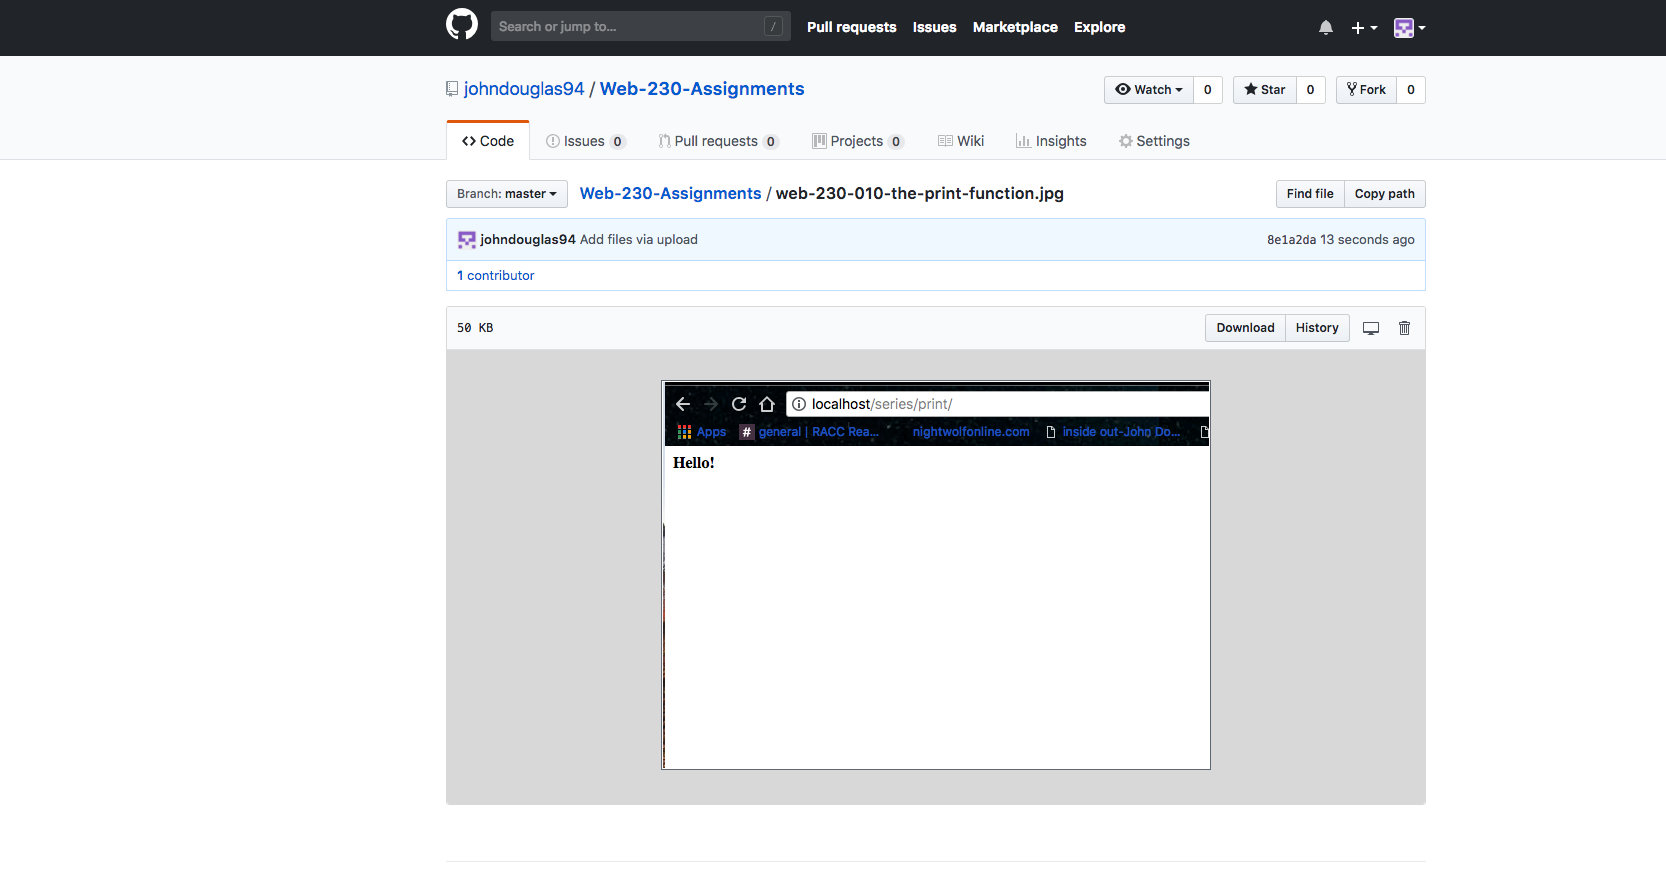 Search or jump to... / Pull requests Issues Marketplace Explore
johndouglas94 / Web-230-Assignments Watch 0 Star 0 Fork 0
Code Issues 0 Pull requests 0 Projects 0 Wiki Insights Settings
Branch: master Web-230-Assignments / web-230-010-the-print-function.jpg Find file Copy path
johndouglas94 Add files via upload 8e1a2da 13 seconds ago
1 contributor
50 KB Download History
localhost/series/print/
Apps # general | RACC Rea... nightwolfonline.com inside out-John Do...
Hello!